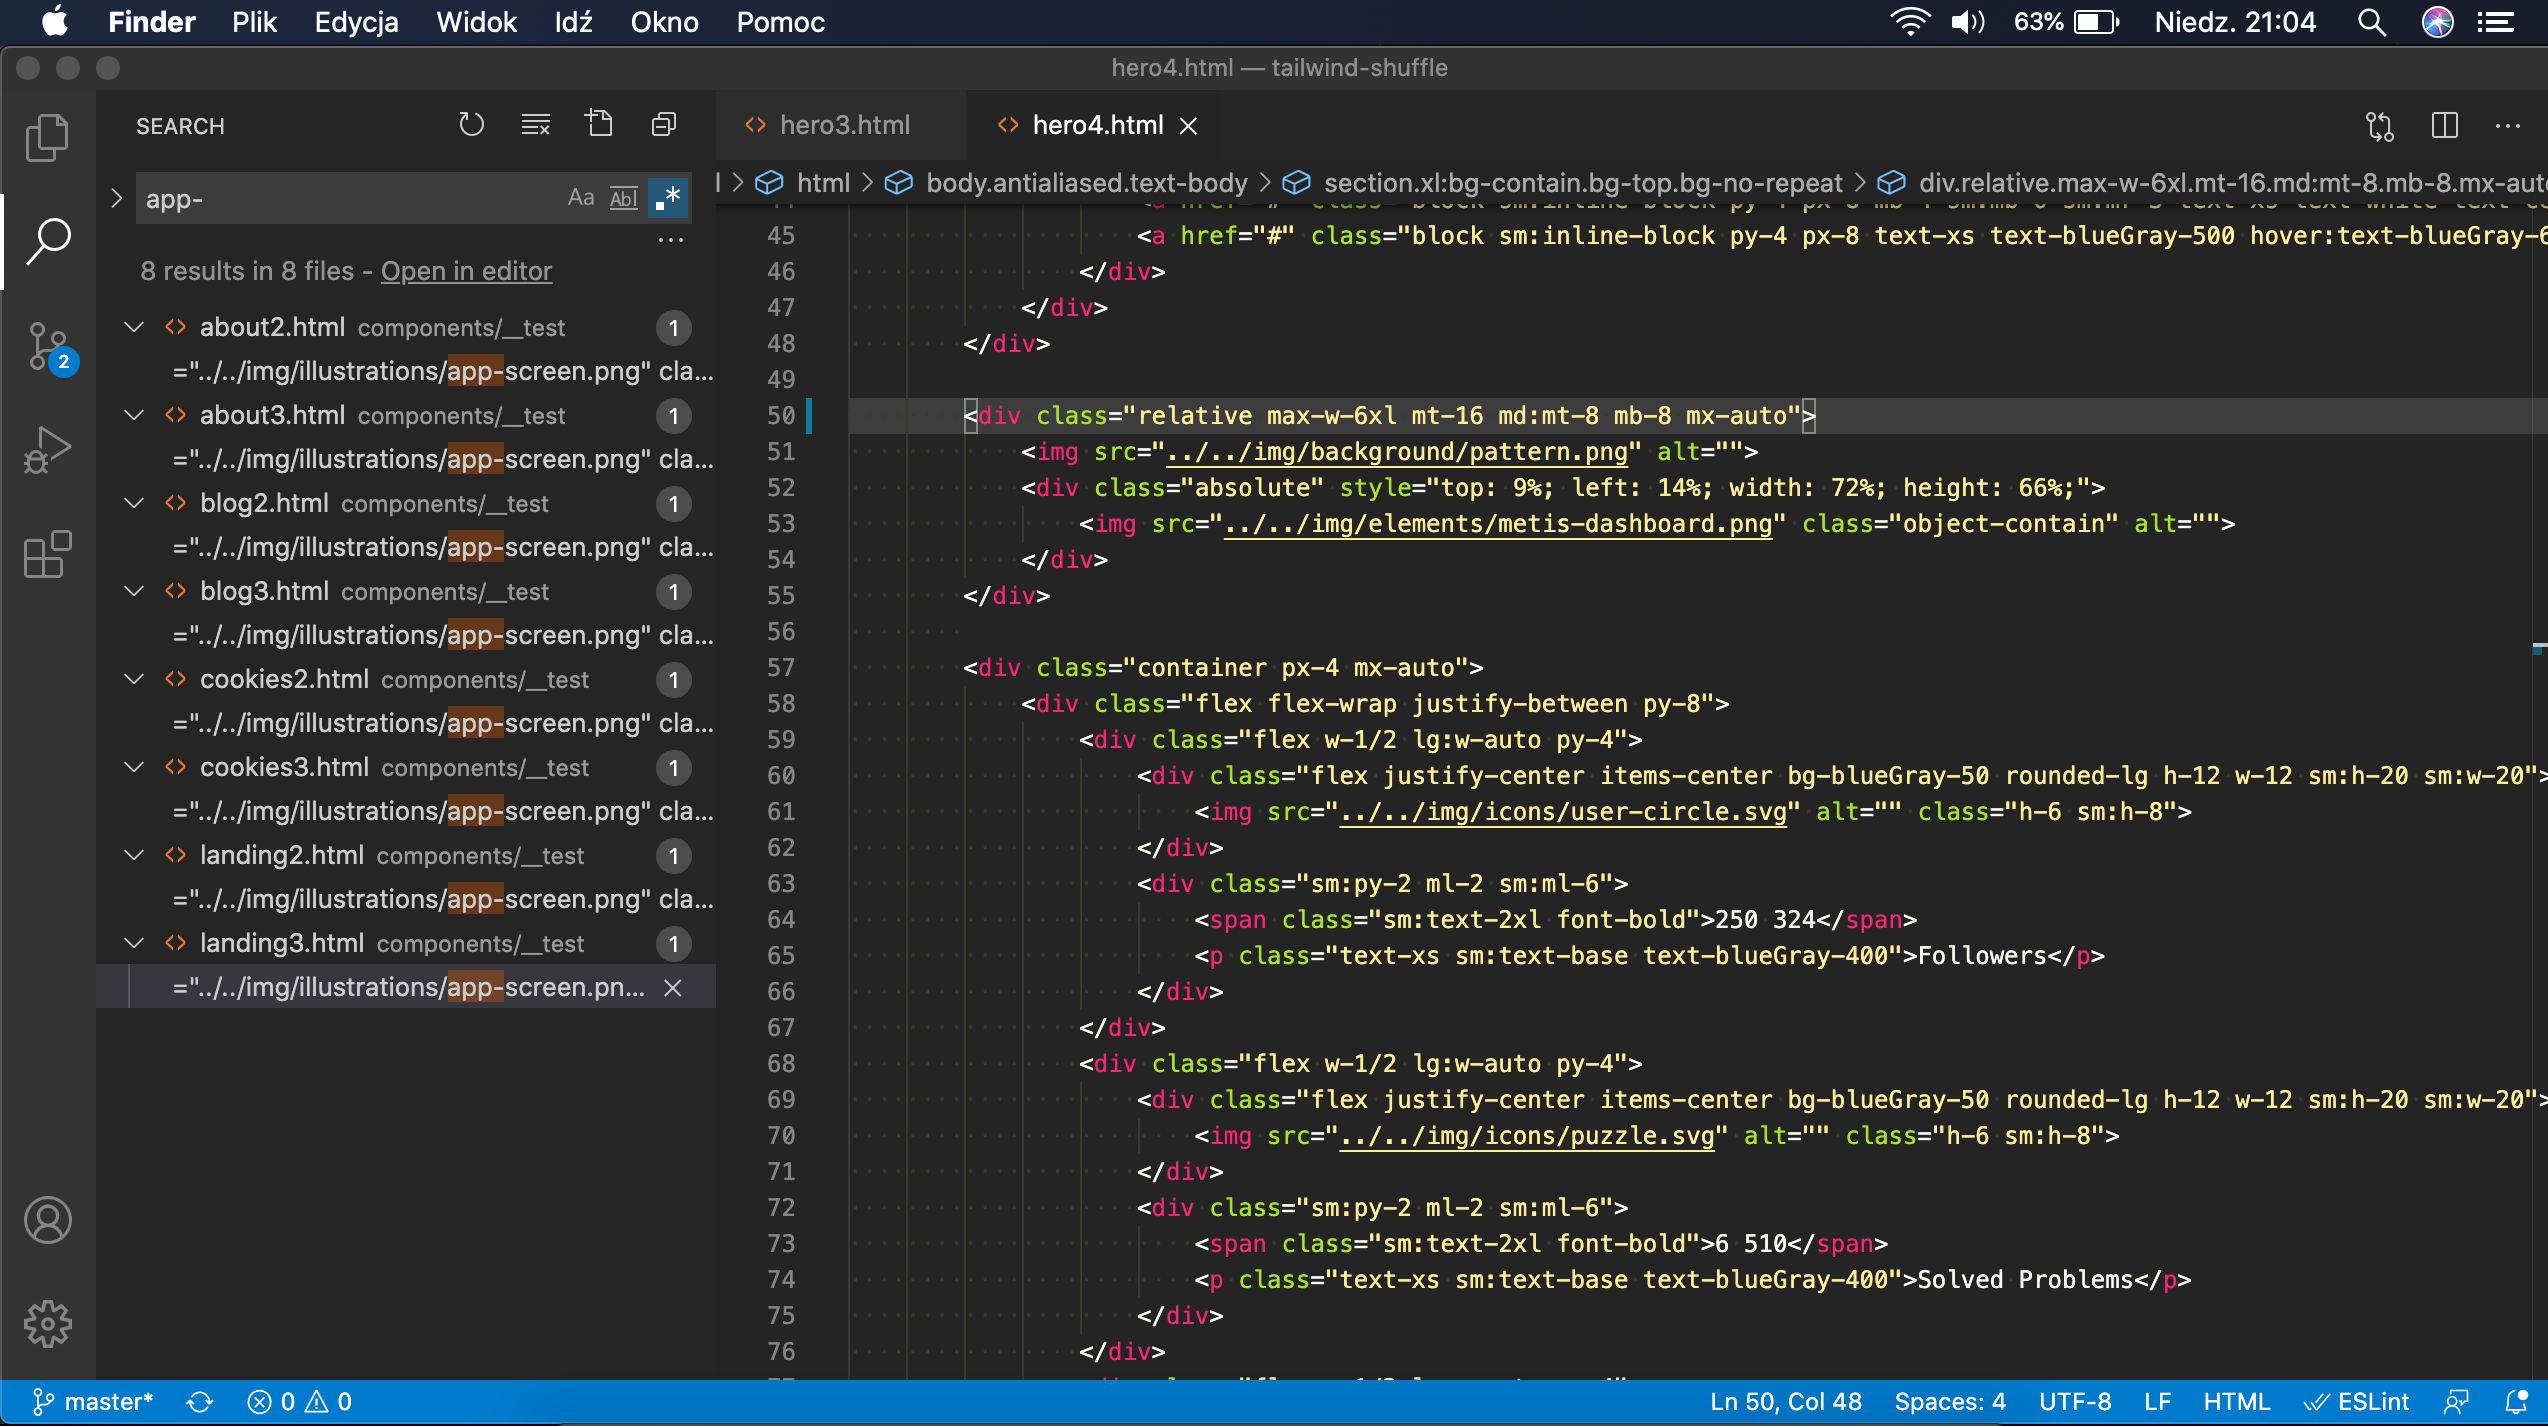 Finder Plik Edycja Widok Idź Okno Pomoc 63% Niedz. 21:04
hero4.html — tailwind-shuffle
SEARCH
hero3.html
hero4.html
app-
Aa Abl .*
8 results in 8 files - Open in editor
about2.html components/__test 1
="../../img/illustrations/app-screen.png" cla...
about3.html components/__test 1
="../../img/illustrations/app-screen.png" cla...
blog2.html components/__test 1
="../../img/illustrations/app-screen.png" cla...
blog3.html components/__test 1
="../../img/illustrations/app-screen.png" cla...
cookies2.html components/__test 1
="../../img/illustrations/app-screen.png" cla...
cookies3.html components/__test 1
="../../img/illustrations/app-screen.png" cla...
landing2.html components/__test 1
="../../img/illustrations/app-screen.png" cla...
landing3.html components/__test 1
="../../img/illustrations/app-screen.pn...
2
l > html > body.antialiased.text-body > section.xl:bg-contain.bg-top.bg-no-repeat > div.relative.max-w-6xl.mt-16.md:mt-8.mb-8.mx-aut
45 <a href="#" class="block sm:inline-block py-4 px-8 text-xs text-blueGray-500 hover:text-blueGray-6
46 </div>
47 </div>
48 </div>
49
50 <div class="relative max-w-6xl mt-16 md:mt-8 mb-8 mx-auto">
51 <img src="../../img/background/pattern.png" alt="">
52 <div class="absolute" style="top: 9%; left: 14%; width: 72%; height: 66%;">
53 <img src="../../img/elements/metis-dashboard.png" class="object-contain" alt="">
54 </div>
55 </div>
56
57 <div class="container px-4 mx-auto">
58 <div class="flex flex-wrap justify-between py-8">
59 <div class="flex w-1/2 lg:w-auto py-4">
60 <div class="flex justify-center items-center bg-blueGray-50 rounded-lg h-12 w-12 sm:h-20 sm:w-20">
61 <img src="../../img/icons/user-circle.svg" alt="" class="h-6 sm:h-8">
62 </div>
63 <div class="sm:py-2 ml-2 sm:ml-6">
64 <span class="sm:text-2xl font-bold">250 324</span>
65 <p class="text-xs sm:text-base text-blueGray-400">Followers</p>
66 </div>
67 </div>
68 <div class="flex w-1/2 lg:w-auto py-4">
69 <div class="flex justify-center items-center bg-blueGray-50 rounded-lg h-12 w-12 sm:h-20 sm:w-20">
70 <img src="../../img/icons/puzzle.svg" alt="" class="h-6 sm:h-8">
71 </div>
72 <div class="sm:py-2 ml-2 sm:ml-6">
73 <span class="sm:text-2xl font-bold">6 510</span>
74 <p class="text-xs sm:text-base text-blueGray-400">Solved Problems</p>
75 </div>
76 </div>
master* 0 0 Ln 50, Col 48 Spaces: 4 UTF-8 LF HTML ESLint